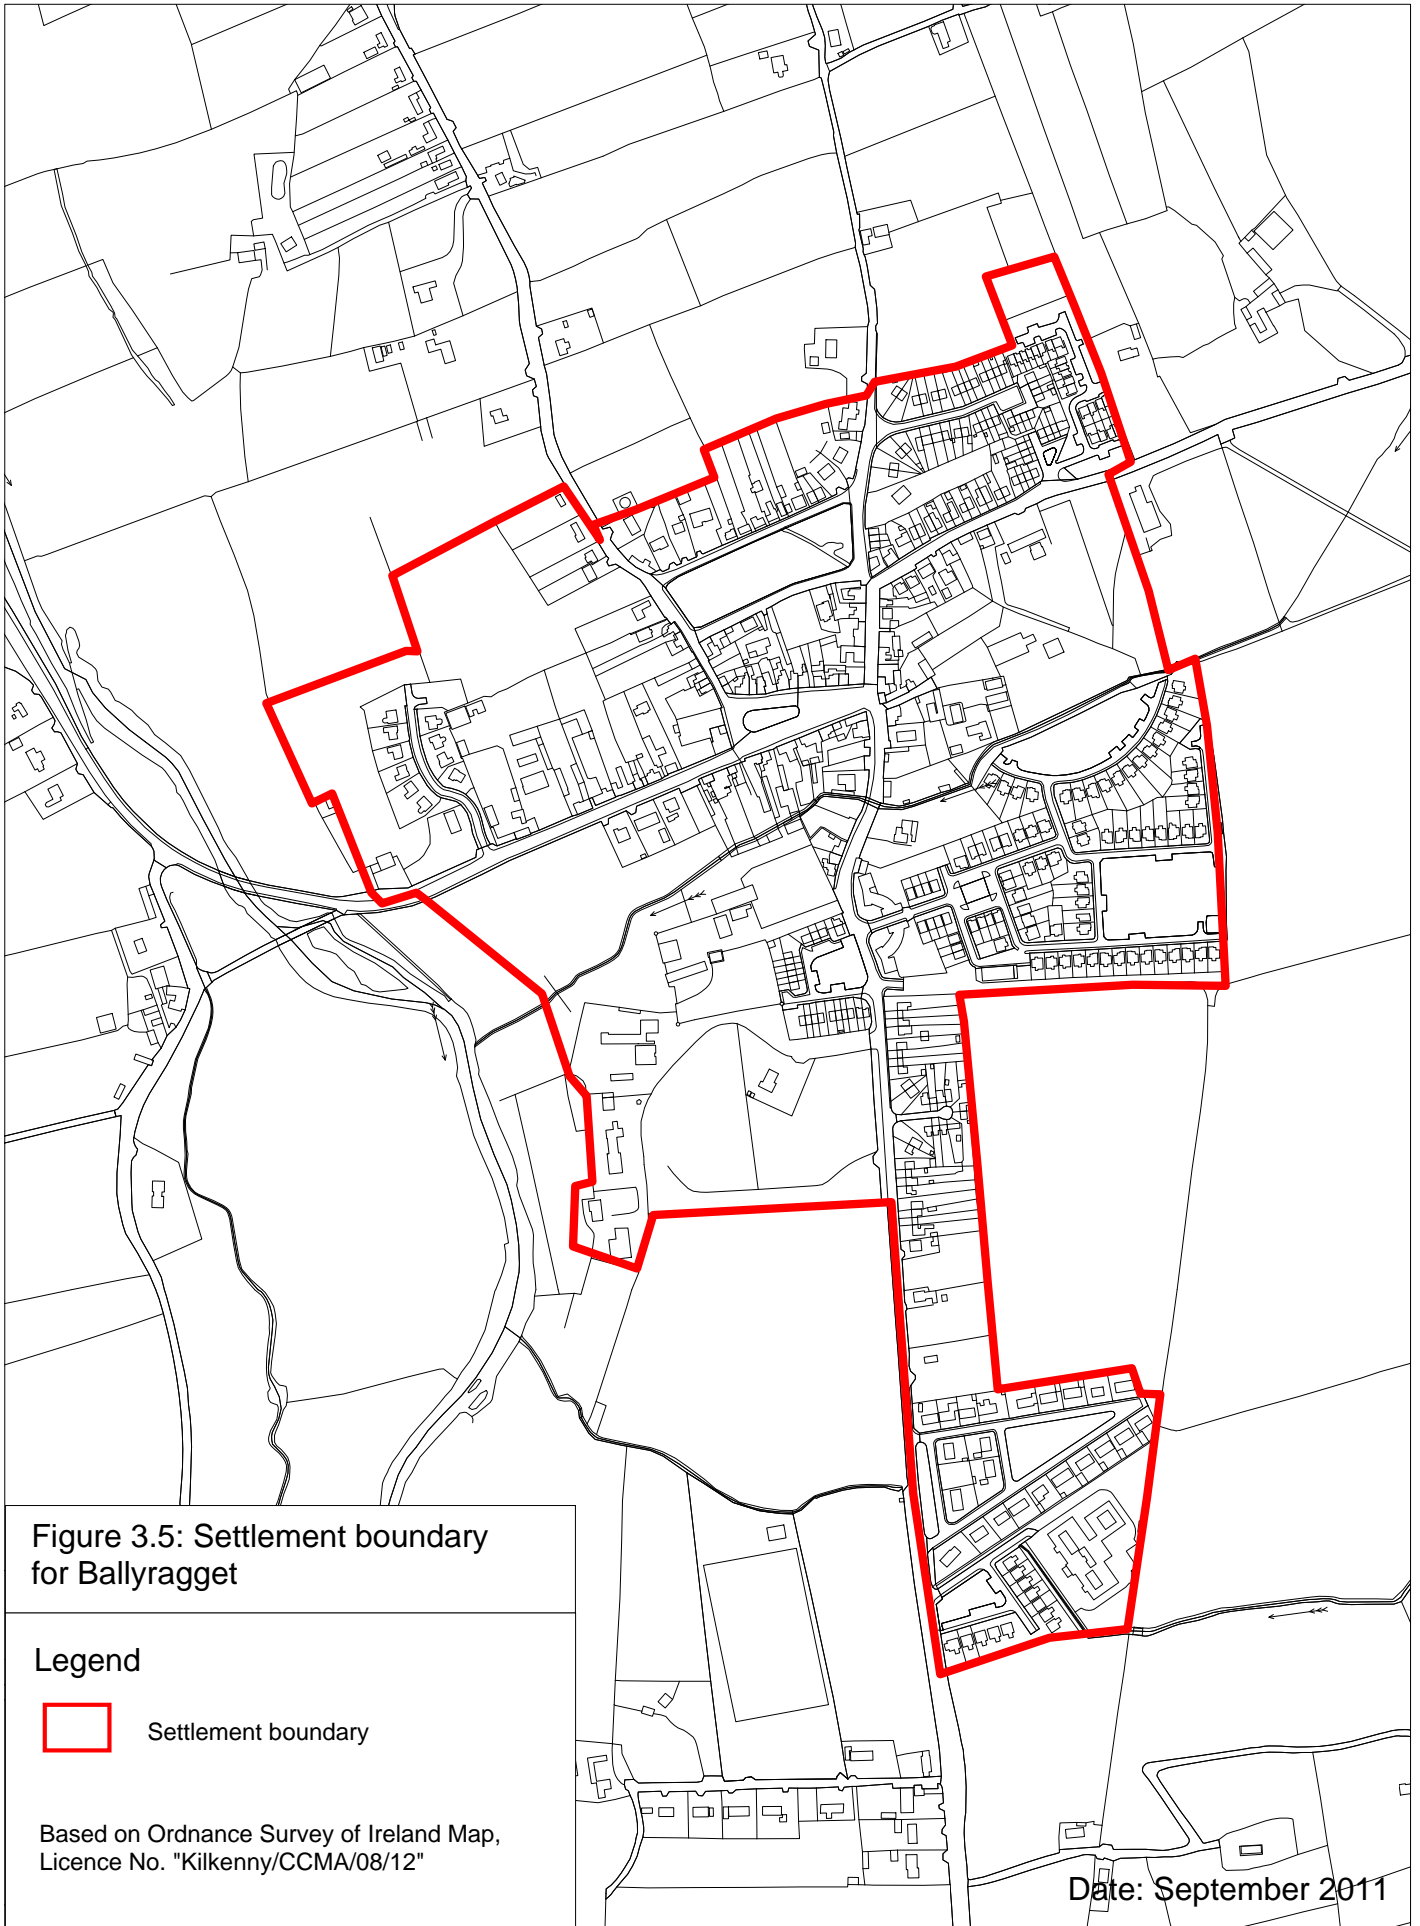 Figure 3.5: Settlement boundary
for Ballyragget
Legend
Settlement boundary
Based on Ordnance Survey of Ireland Map,
Licence No. "Kilkenny/CCMA/08/12"
Date: September 2011